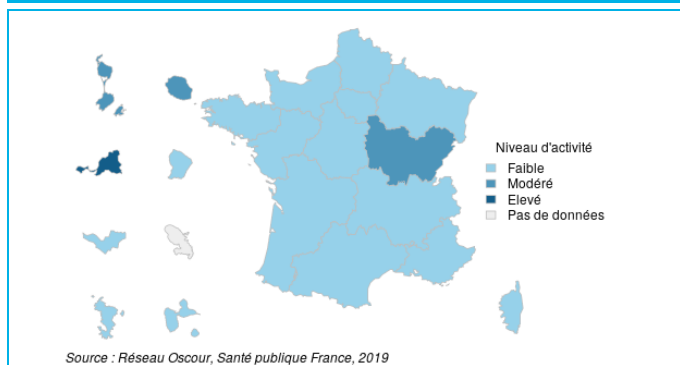 Niveau d'activité
Faible
Modéré
Elevé
Pas de données
Source : Réseau Oscour, Santé publique France, 2019